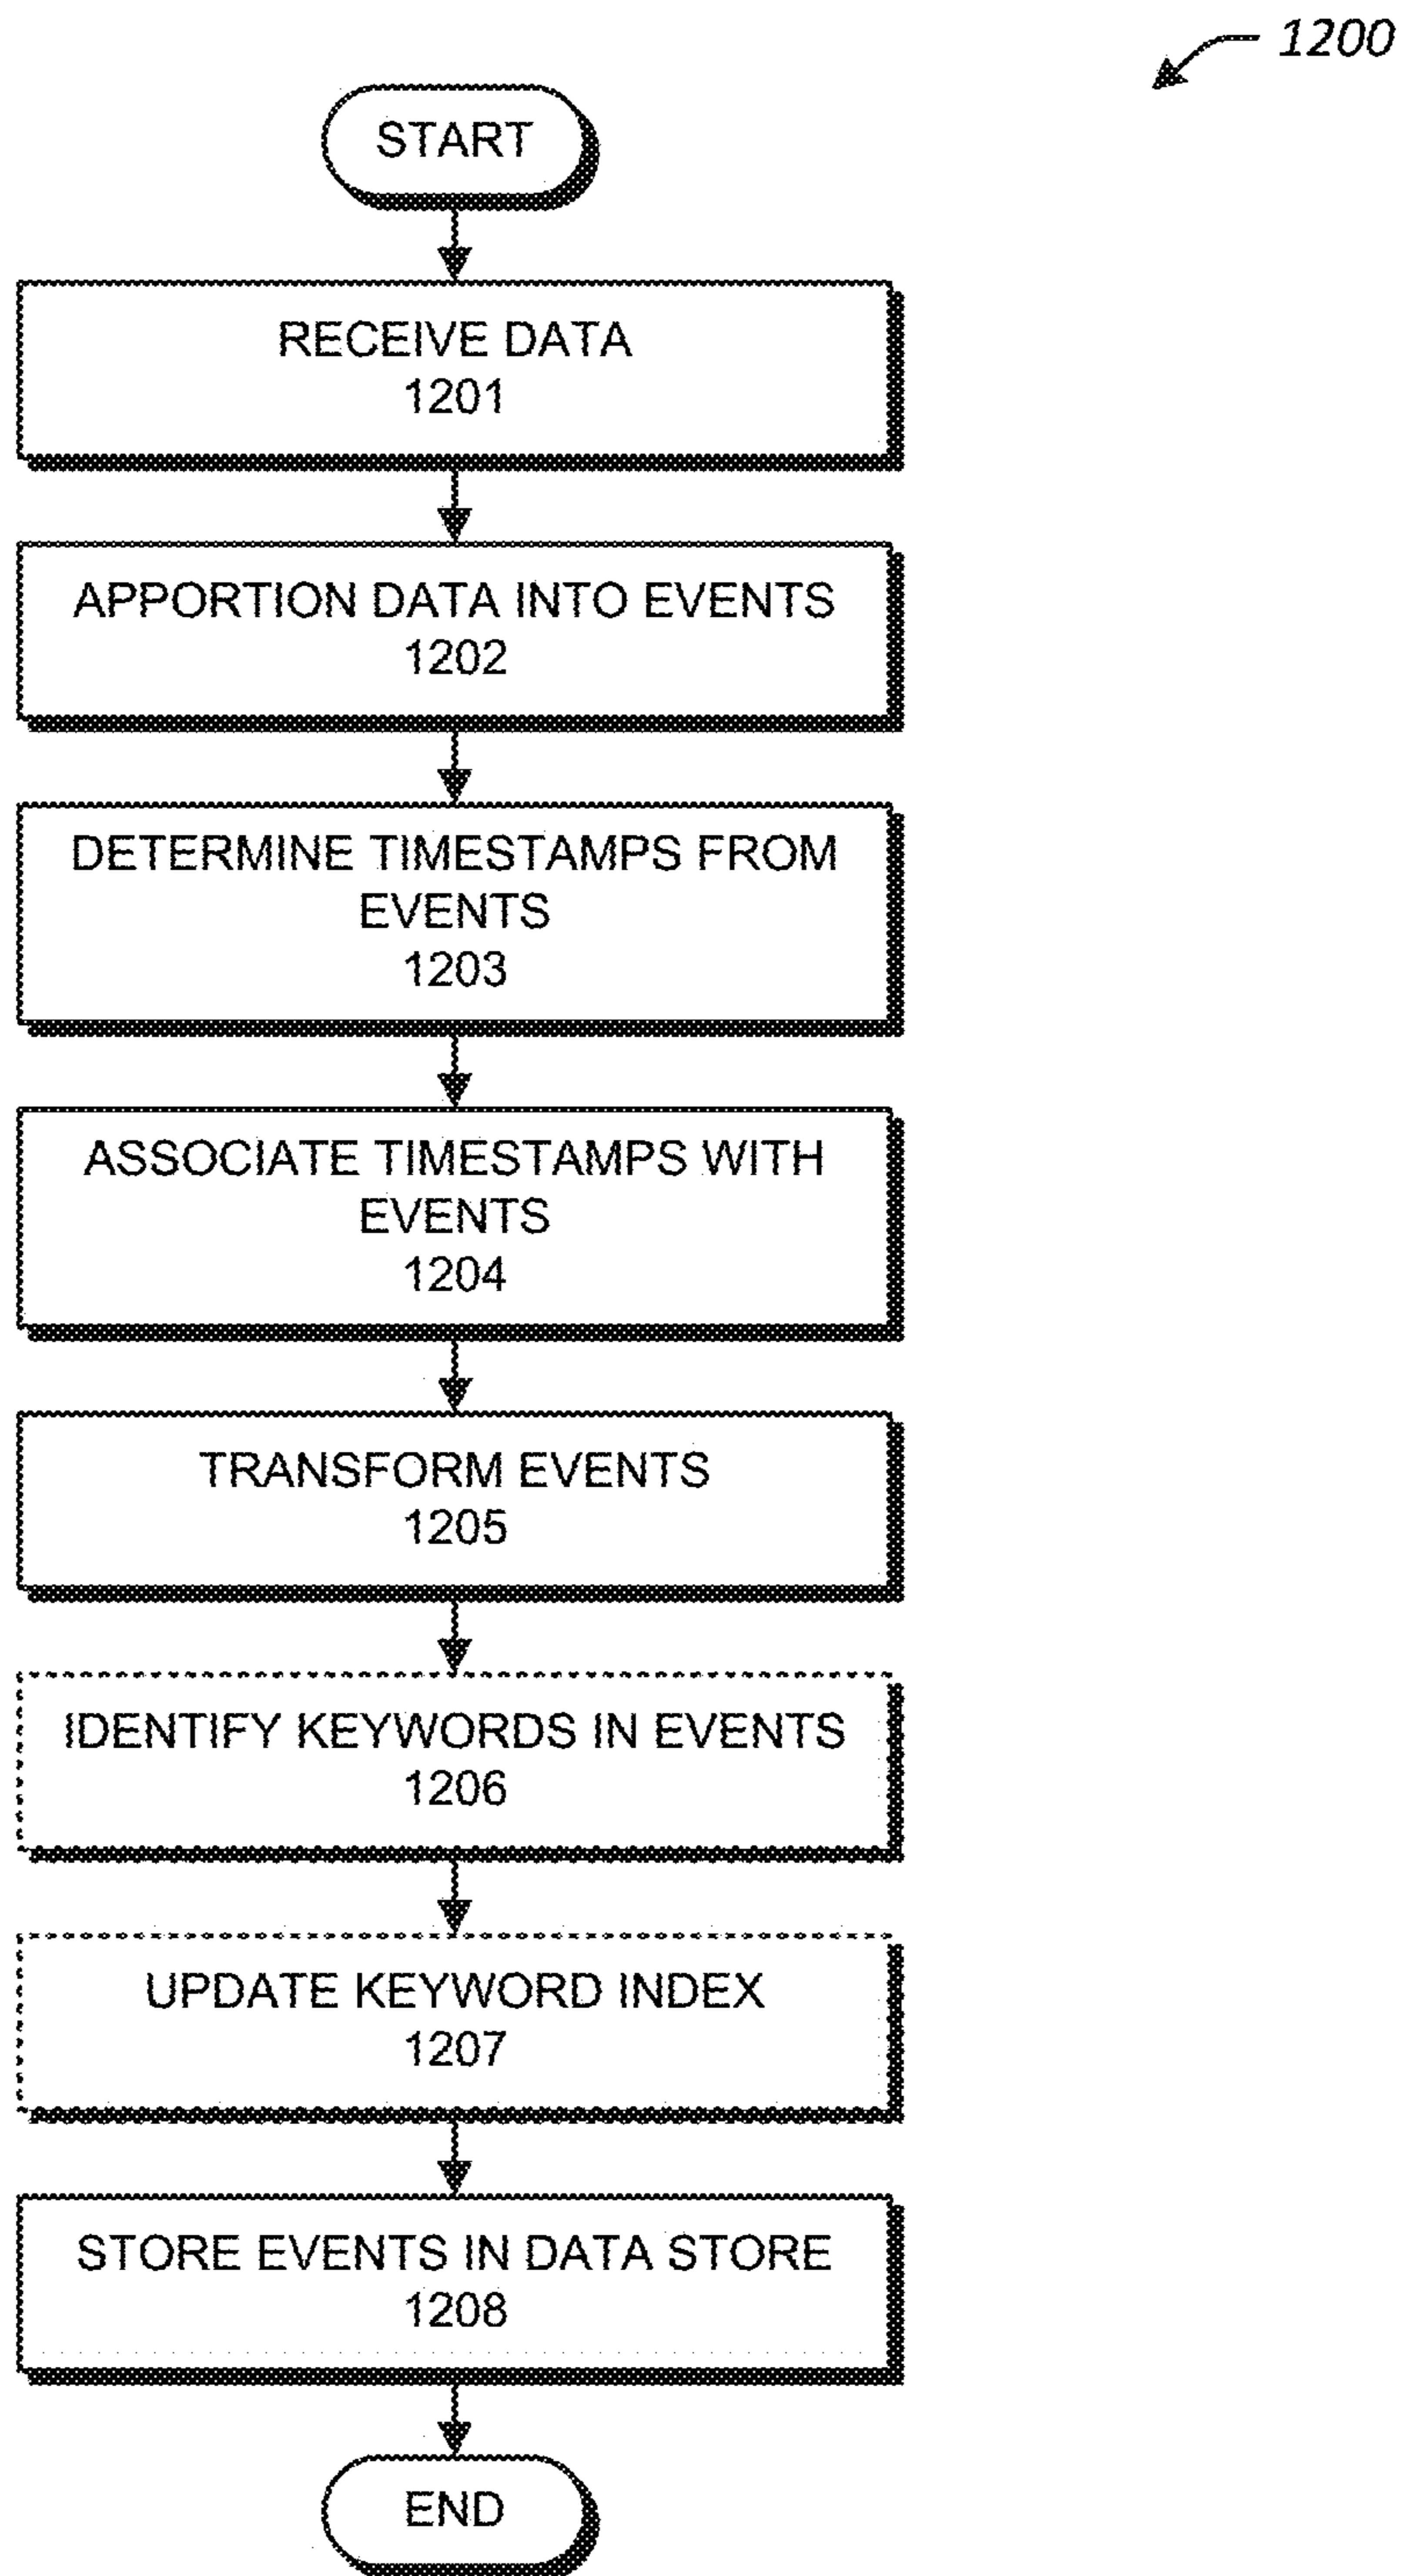 1200
START
RECEIVE DATA
1201
APPORTION DATA INTO EVENTS
1202
DETERMINE TIMESTAMPS FROM
EVENTS
1203
ASSOCIATE TIMESTAMPS WITH
EVENTS
1204
TRANSFORM EVENTS
1205
IDENTIFY KEYWORDS IN EVENTS
1206
UPDATE KEYWORD INDEX
1207
STORE EVENTS IN DATA STORE
1208
END